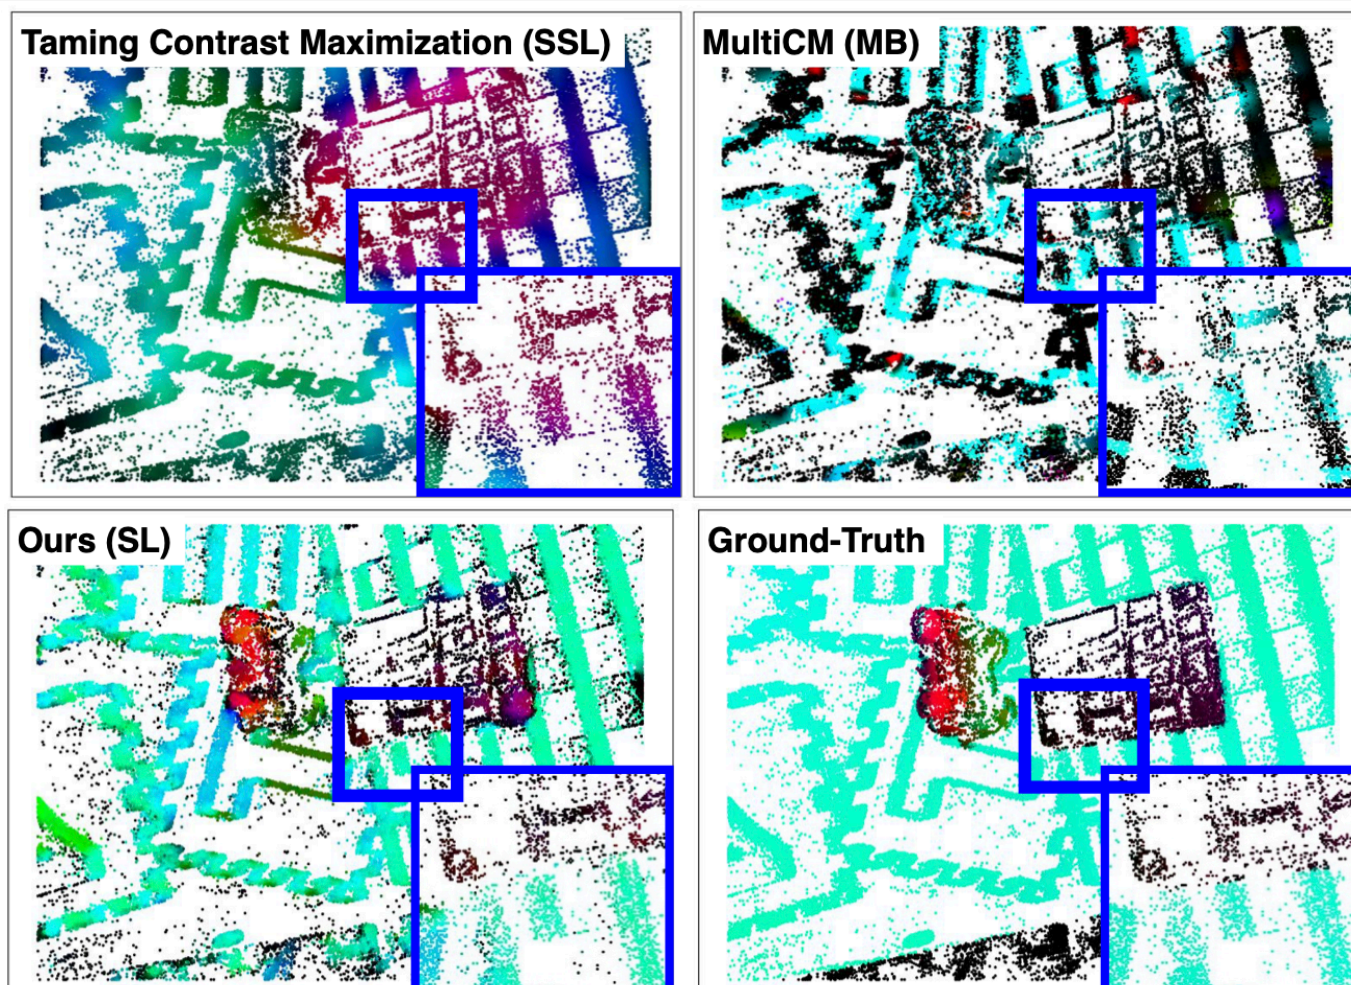 Taming Contrast Maximization (SSL)
MultiCM (MB)
Ours (SL)
Ground-Truth